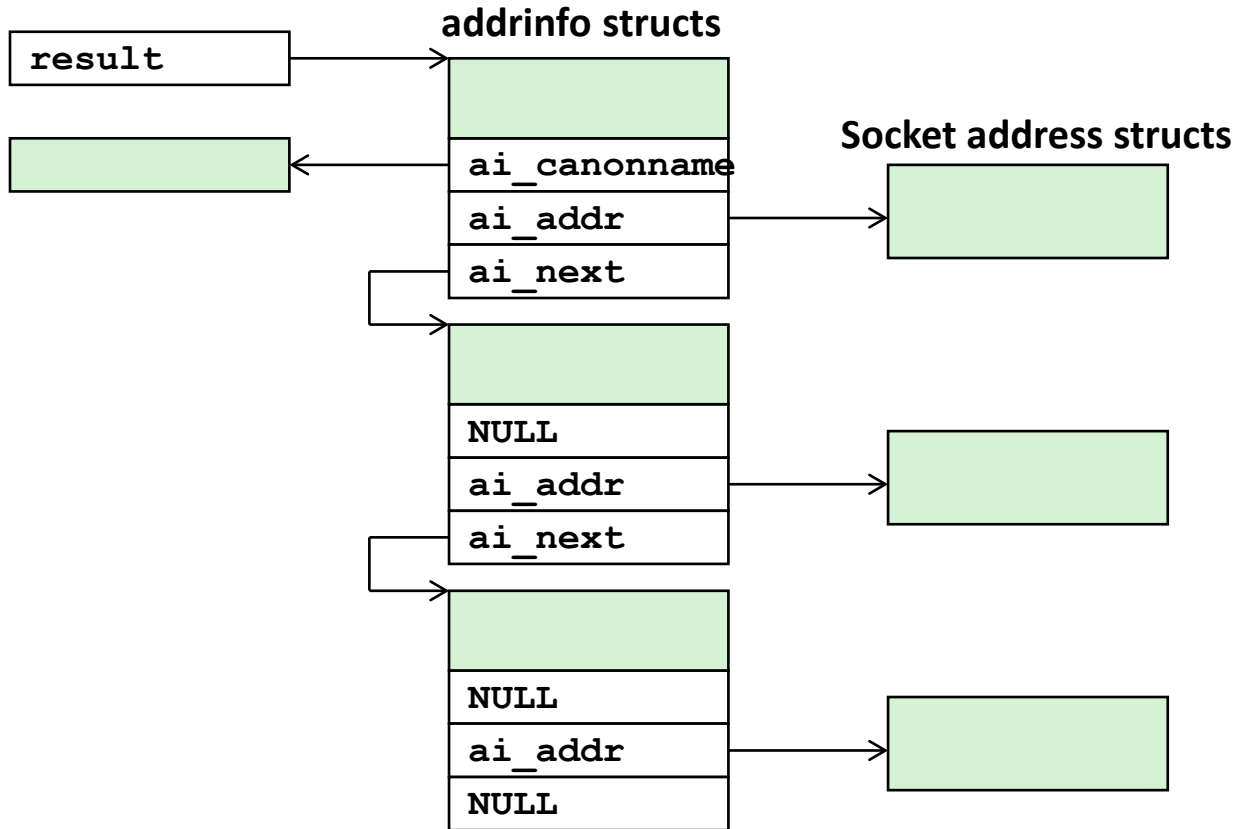 addrinfo structs
result
Socket address structs
ai_canonname
ai_addr
ai_next
NULL
ai_addr
ai_next
NULL
ai_addr
NULL